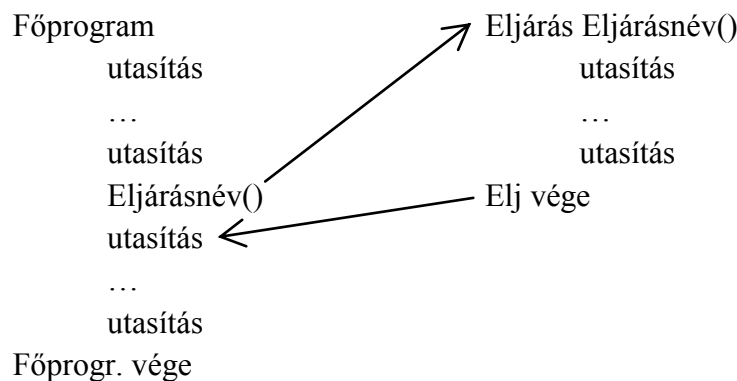 Főprogram
utasítás
…
utasítás
Eljárásnév()
utasítás
…
utasítás
Főprogr. vége
Eljárás Eljárásnév()
utasítás
…
utasítás
Elj vége